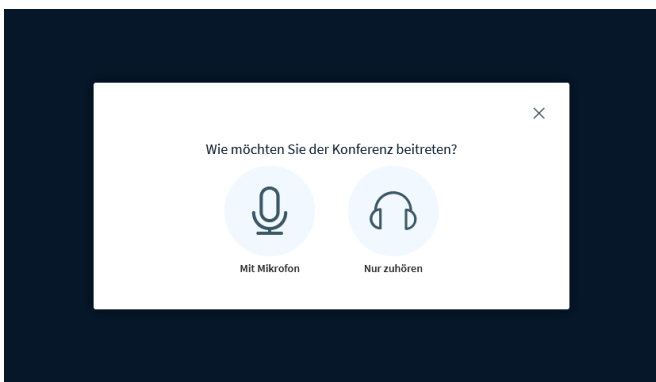 Wie möchten Sie der Konferenz beitreten?
Mit Mikrofon
Nur zuhören